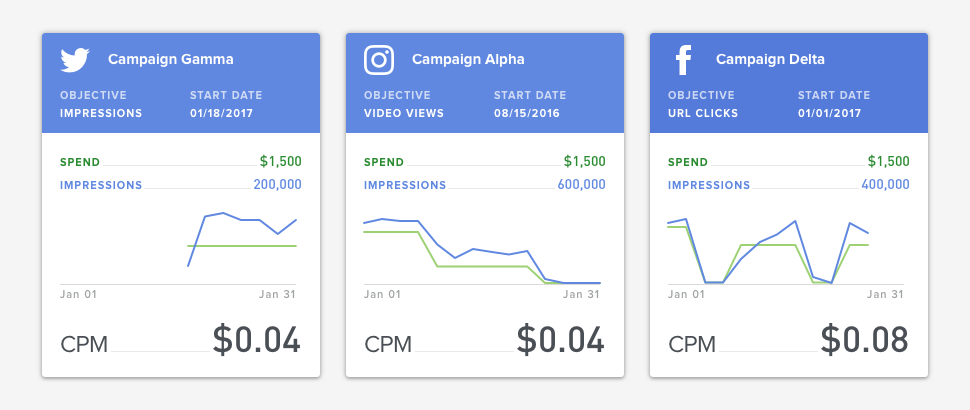 Campaign Gamma
OBJECTIVE START DATE
IMPRESSIONS 01/18/2017
SPEND $1,500
IMPRESSIONS 200,000
Jan 01 Jan 31
CPM $0.04
Campaign Alpha
OBJECTIVE START DATE
VIDEO VIEWS 08/15/2016
SPEND $1,500
IMPRESSIONS 600,000
Jan 01 Jan 31
CPM $0.04
Campaign Delta
OBJECTIVE START DATE
URL CLICKS 01/01/2017
SPEND $1,500
IMPRESSIONS 400,000
Jan 01 Jan 31
CPM $0.08